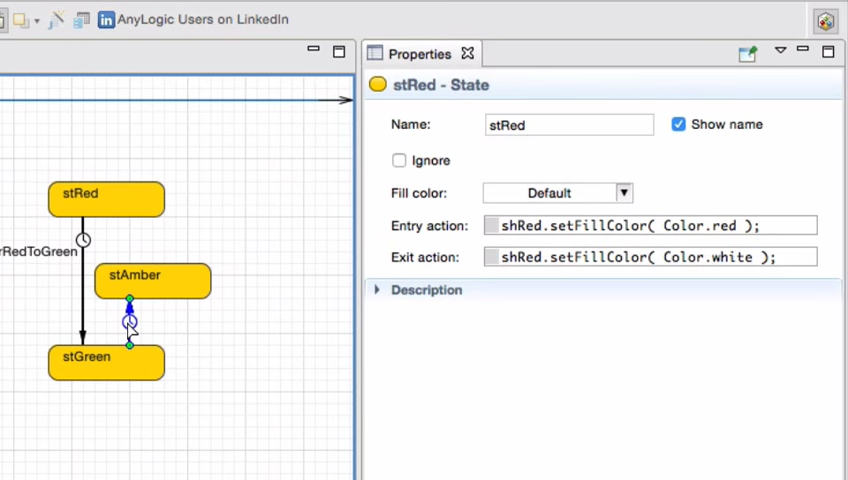 in AnyLogic Users on LinkedIn
Properties
stRed - State
Name: stRed Show name
Ignore
Fill color: Default
Entry action: shRed.setFillColor( Color.red );
Exit action: shRed.setFillColor( Color.white );
Description
stRed
rRedToGreen
stAmber
stGreen